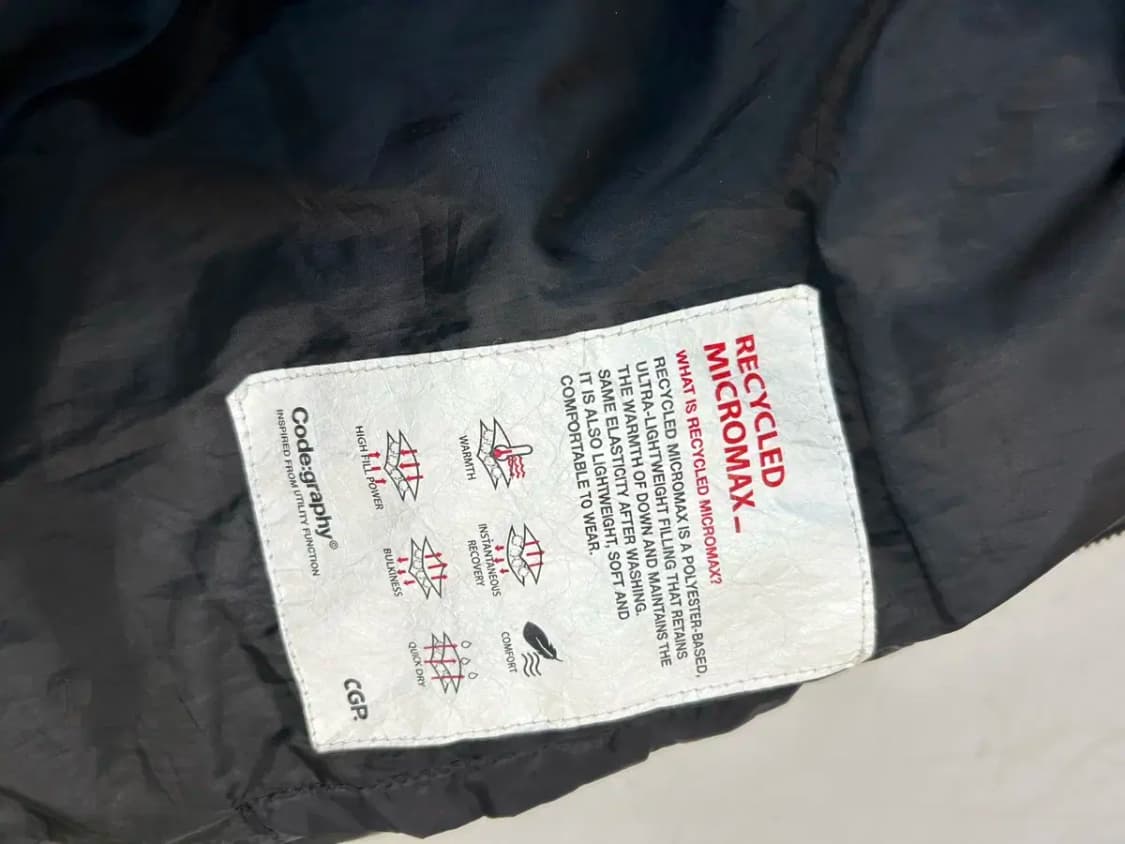 RECYCLED
MICROMAX_
WHAT IS RECYCLED MICROMAX?
RECYCLED MICROMAX IS A POLYESTER-BASED,
ULTRA-LIGHTWEIGHT FILLING THAT RETAINS
THE WARMTH OF DOWN AND MAINTAINS THE
SAME ELASTICITY AFTER WASHING.
IT IS ALSO LIGHTWEIGHT, SOFT AND
COMFORTABLE TO WEAR.
WARMTH
INSTANTANEOUS
RECOVERY
COMFORT
HIGH FILL POWER
BULKINESS
QUICK DRY
Code:graphy®
INSPIRED FROM UTILITY FUNCTION
CGP.